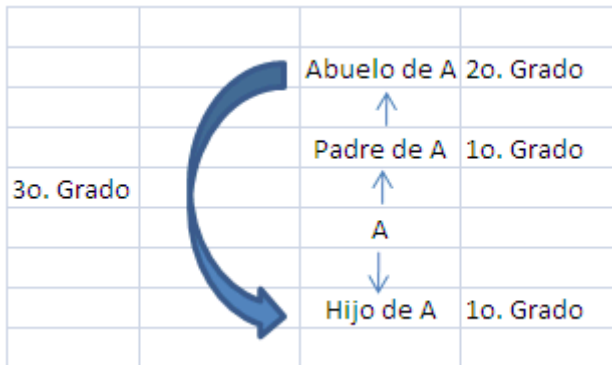 Abuelo de A 2o. Grado
Padre de A 1o. Grado
3o. Grado
A
Hijo de A 1o. Grado